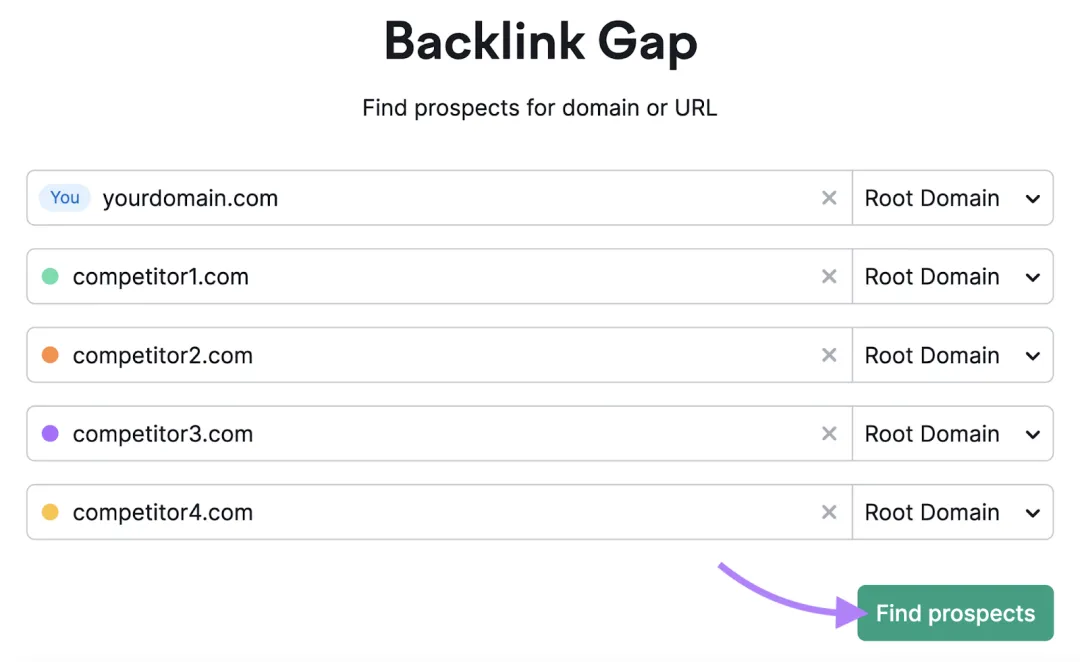 Backlink Gap
Find prospects for domain or URL
You yourdomain.com Root Domain
competitor1.com Root Domain
competitor2.com Root Domain
competitor3.com Root Domain
competitor4.com Root Domain
Find prospects